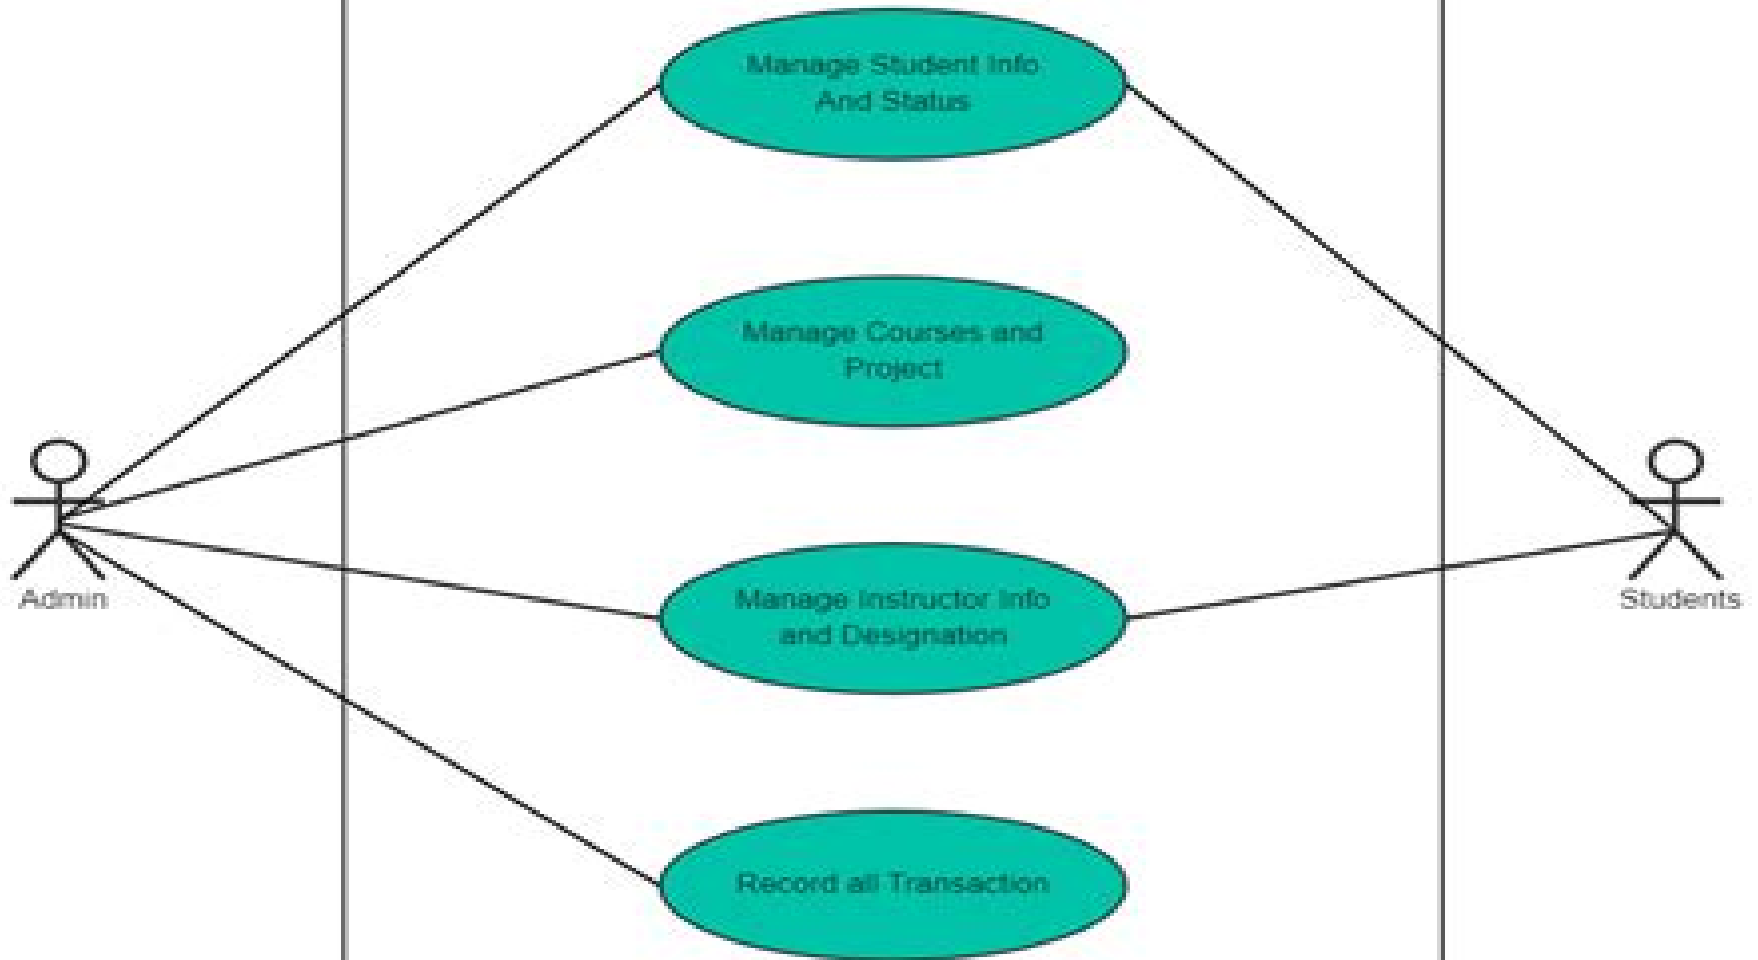 Manage Student Info
And Status
Manage Courses and
Project
Admin
Students
Manage Instructor Info
and Designation
Record all Transaction